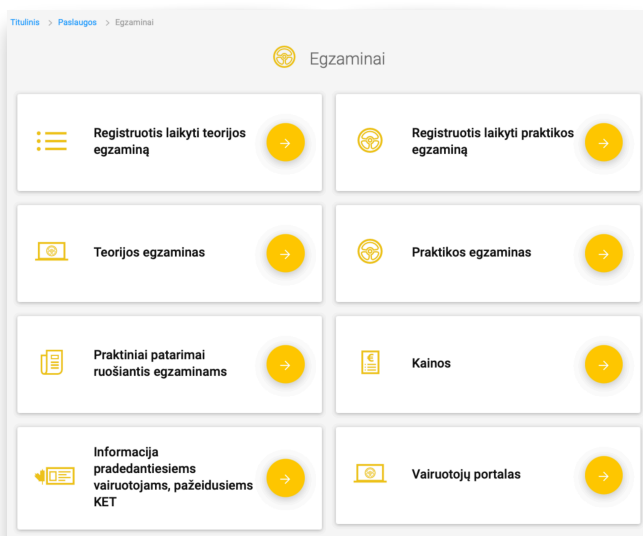 Titulinis > Paslaugos > Egzaminai
Egzaminai
Registruotis laikyti teorijos
egzaminą
Registruotis laikyti praktikos
egzaminą
Teorijos egzaminas
Praktikos egzaminas
Praktiniai patarimai
ruošiantis egzaminams
Kainos
Informacija
pradedantiesiems
vairuotojams, pažeidusiems
KET
Vairuotojų portalas